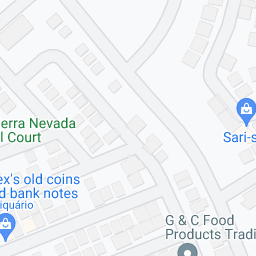 erra Nevada
l Court
Sari-s
ex's old coins
d bank notes
iquário
G & C Food
Products Tradi